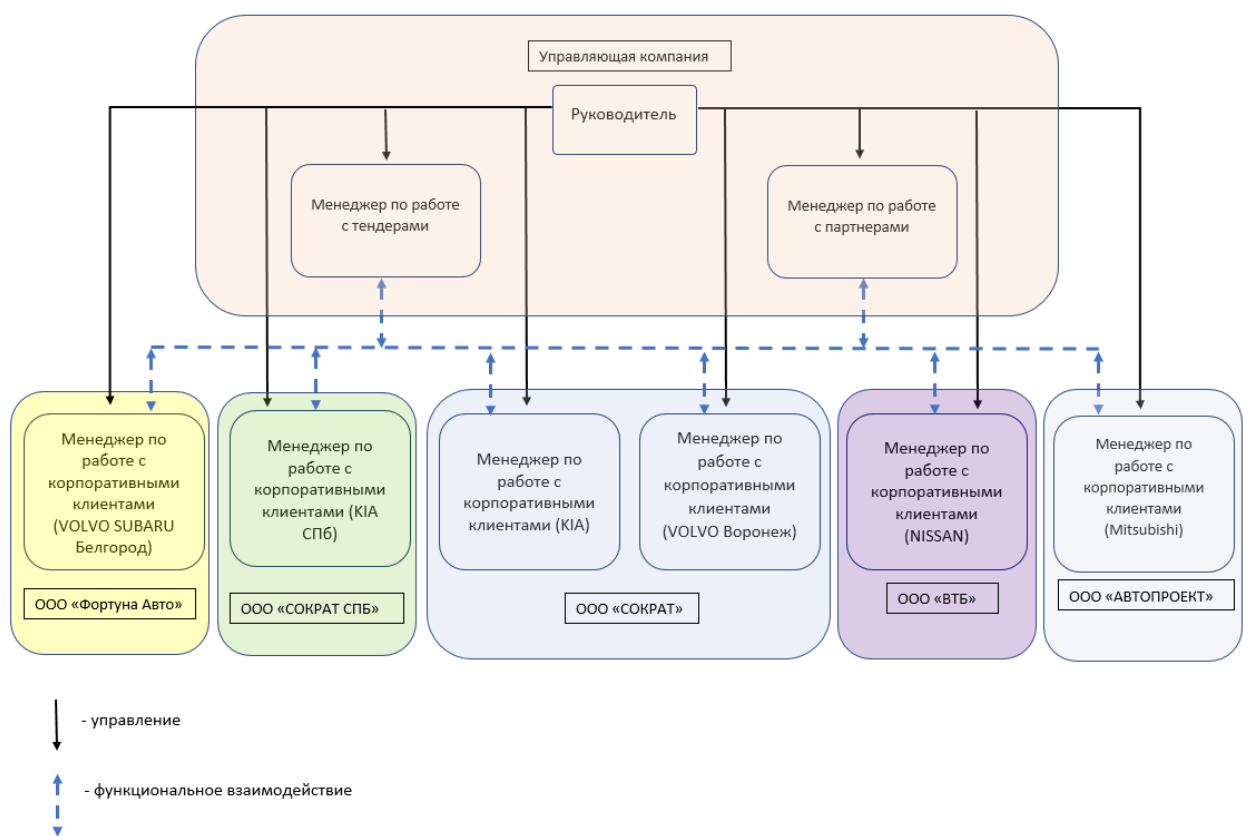 Управляющая компания
Руководитель
Менеджер по работе
с тендерами
Менеджер по работе
с партнерами
Менеджер по
работе с
корпоративными
клиентами
(VOLVO SUBARU
Белгород)
ООО «Фортуна Авто»
Менеджер по
работе с
корпоративными
клиентами (KIA
СПб)
ООО «СОКРАТ СПБ»
Менеджер по
работе с
корпоративными
клиентами (KIA)
Менеджер по
работе с
корпоративными
клиентами
(VOLVO Воронеж)
ООО «СОКРАТ»
Менеджер по
работе с
корпоративными
клиентами
(NISSAN)
ООО «ВТБ»
Менеджер по
работе с
корпоративными
клиентами
(Mitsubishi)
ООО «АВТОПРОЕКТ»
- управление
- функциональное взаимодействие